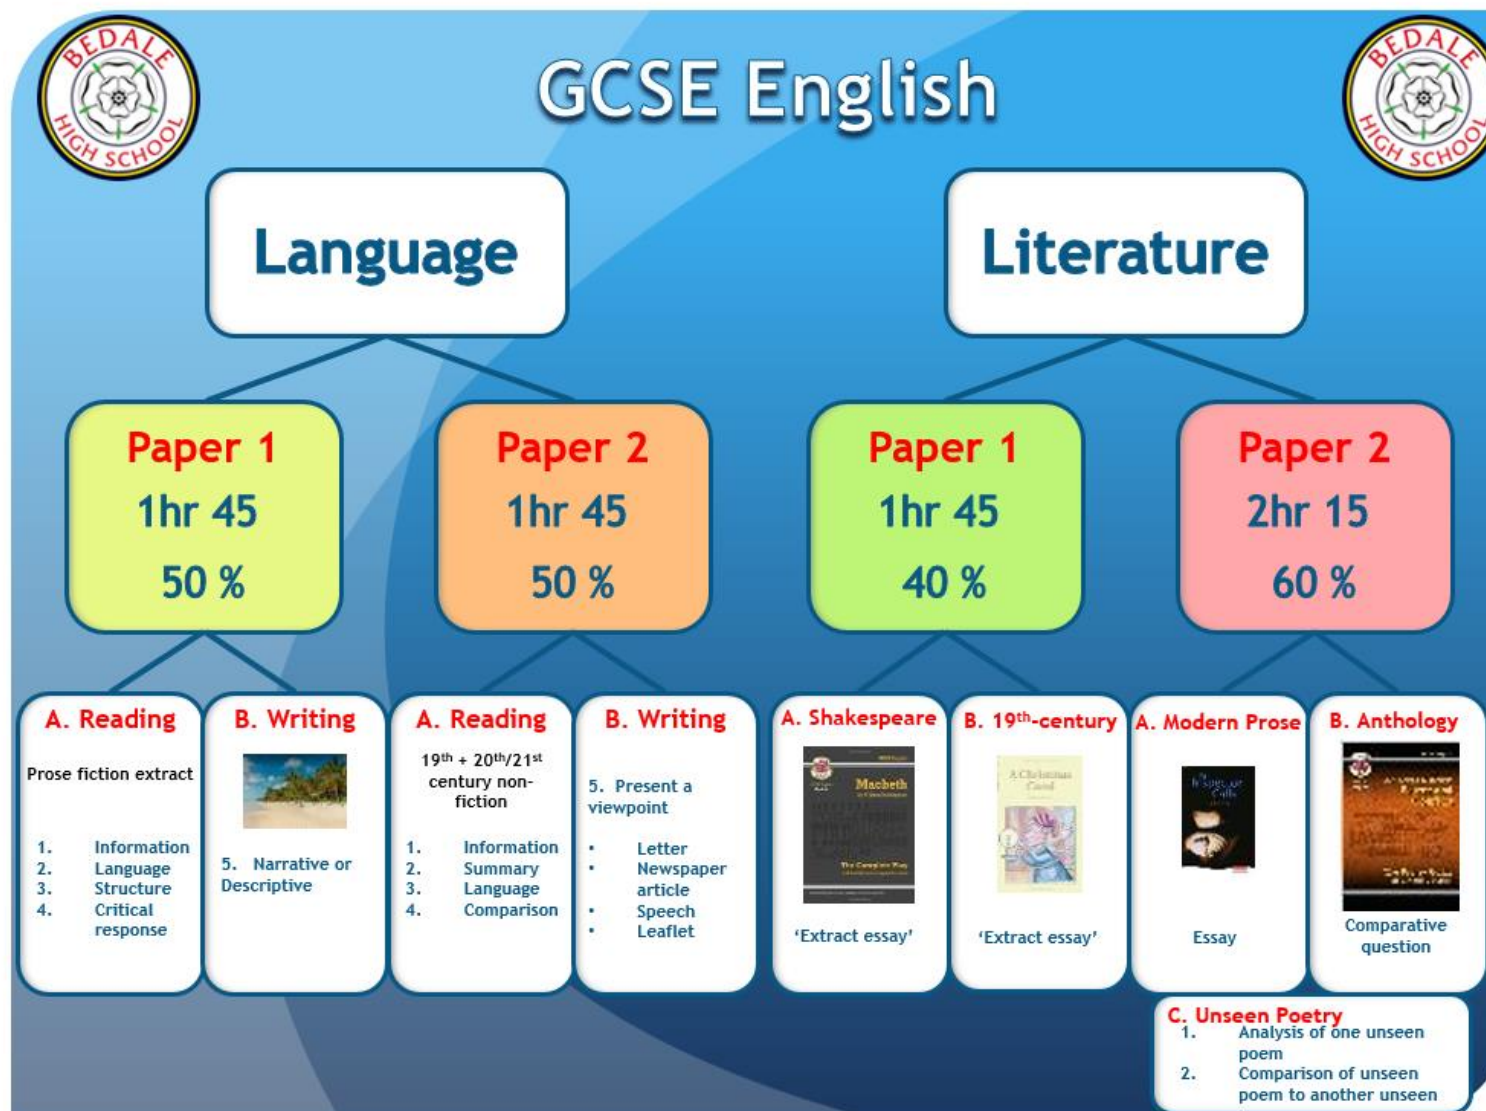 BEDALE
HIGH SCHOOL
GCSE English
BEDALE
HIGH SCHOOL
Language
Literature
Paper 1
1hr 45
50 %
Paper 2
1hr 45
50 %
Paper 1
1hr 45
40 %
Paper 2
2hr 15
60 %
A. Reading
Prose fiction extract
1. Information
2. Language
3. Structure
4. Critical
response
B. Writing
5. Narrative or
Descriptive
A. Reading
19th + 20th/21st
century non-
fiction
1. Information
2. Summary
3. Language
4. Comparison
B. Writing
5. Present a
viewpoint
• Letter
• Newspaper
article
• Speech
• Leaflet
A. Shakespeare
Macbeth
The Complete Play
‘Extract essay’
B. 19th-century
A Christmas
Carol
‘Extract essay’
A. Modern Prose
Inspector
Calls
Essay
B. Anthology
Comparative
question
C. Unseen Poetry
1. Analysis of one unseen
poem
2. Comparison of unseen
poem to another unseen